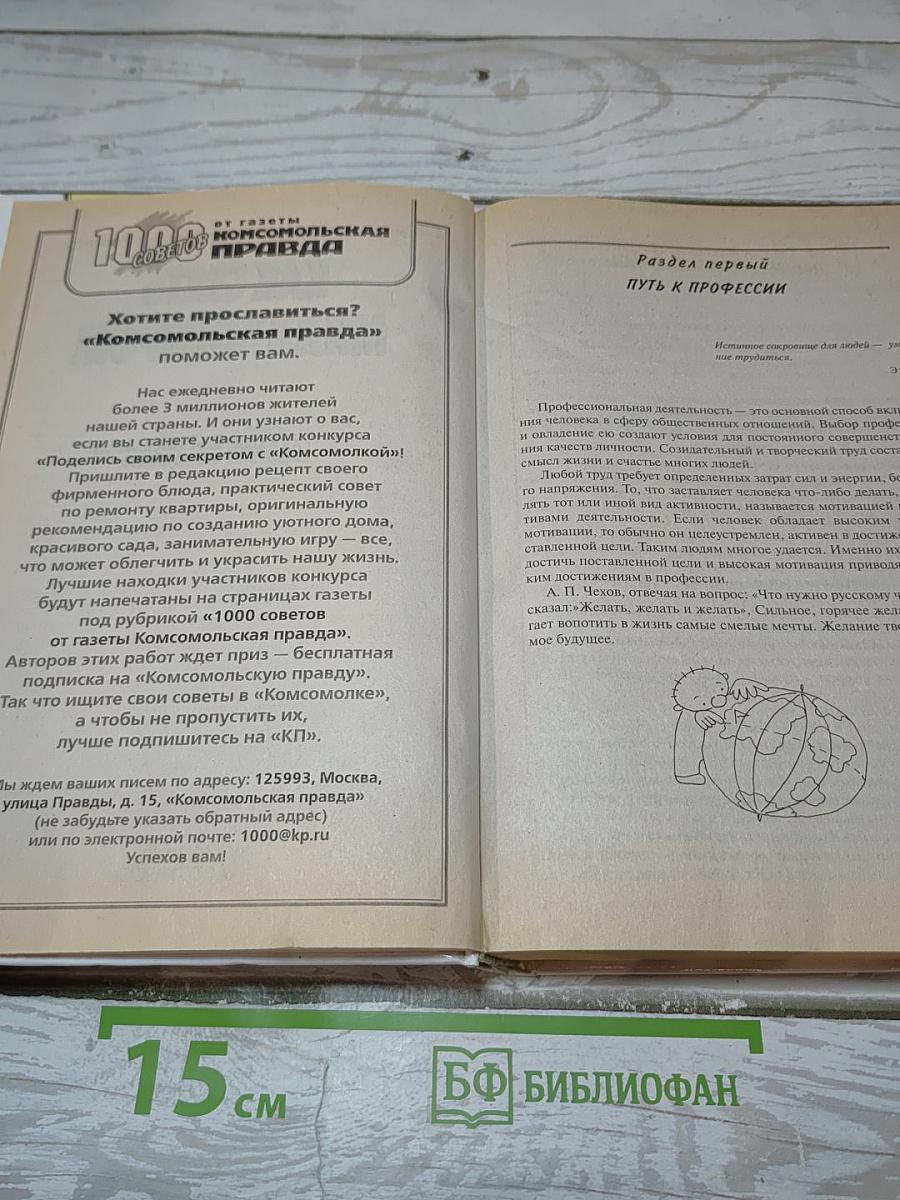 1000 СОВЕТОВ
от газеты
КОМСОМОЛЬСКАЯ
ПРАВДА
Хотите прославиться?
«Комсомольская правда»
поможет вам.
Нас ежедневно читают
более 3 миллионов жителей
нашей страны. И они узнают о вас,
если вы станете участником конкурса
«Поделись своим секретом с «Комсомолкой»!
Пришлите в редакцию рецепт своего
фирменного блюда, практический совет
по ремонту квартиры, оригинальную
рекомендацию по созданию уютного дома,
красивого сада, занимательную игру — все,
что может облегчить и украсить нашу жизнь.
Лучшие находки участников конкурса
будут напечатаны на страницах газеты
под рубрикой «1000 советов
от газеты Комсомольская правда».
Авторов этих работ ждет приз — бесплатная
подписка на «Комсомольскую правду».
Так что ищите свои советы в «Комсомолке»,
а чтобы не пропустить их,
лучше подпишитесь на «КП».
Мы ждем ваших писем по адресу: 125993, Москва,
улица Правды, д. 15, «Комсомольская правда»
(не забудьте указать обратный адрес)
или по электронной почте: 1000@kp.ru
Успехов вам!
Раздел первый
ПУТЬ К ПРОФЕССИИ
Истинное сокровище для людей — ум
ние трудиться.
Профессиональная деятельность — это основной способ вкл
ния человека в сферу общественных отношений. Выбор профе
и овладение ею создают условия для постоянного совершенст
ния качеств личности. Созидательный и творческий труд соста
смысл жизни и счастье многих людей.
Любой труд требует определенных затрат сил и энергии, бо
го напряжения. То, что заставляет человека что-либо делать,
лять тот или иной вид активности, называется мотивацией
тивами деятельности. Если человек обладает высоким
мотивации, то обычно он целеустремлен, активен в достиж
ставленной цели. Таким людям многое удается. Именно их
достичь поставленной цели и высокая мотивация приводя
ким достижениям в профессии.
А. П. Чехов, отвечая на вопрос: «Что нужно русскому ч
сказал:»Желать, желать и желать», Сильное, горячее жела
гает вопотить в жизнь самые смелые мечты. Желание тво
мое будущее.
15 см
БФ БИБЛИОФАН